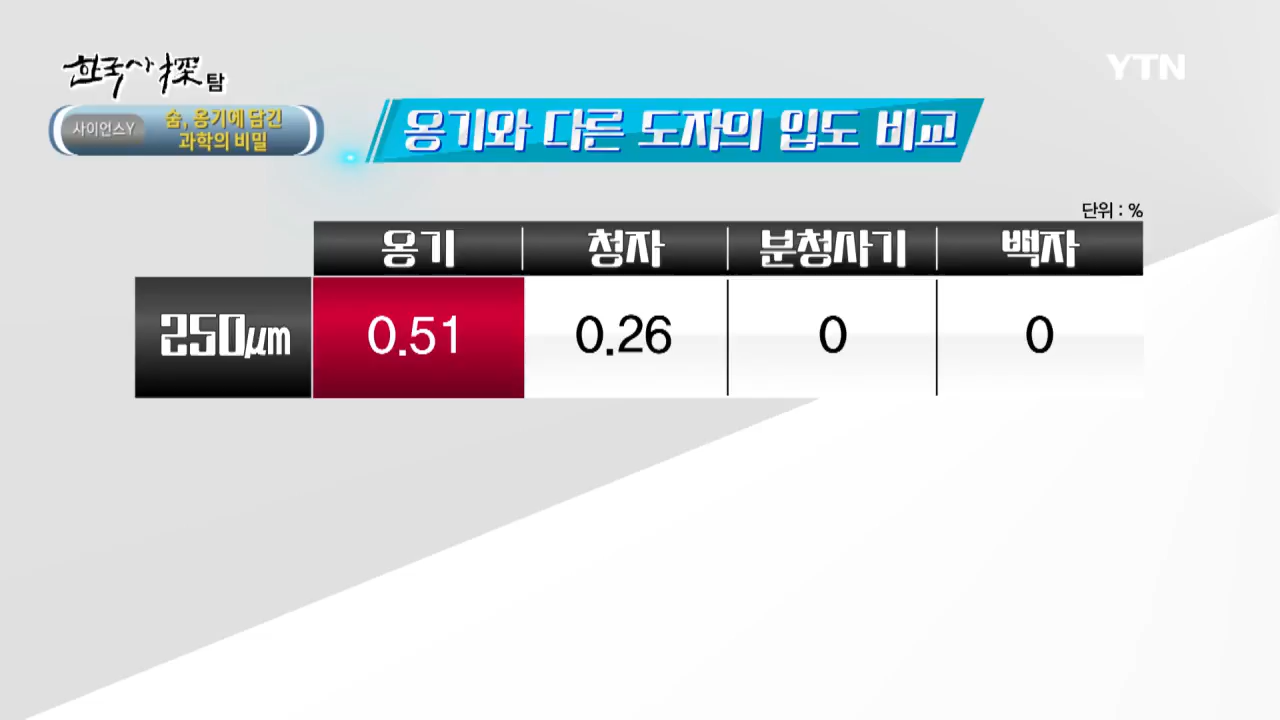 한국사 探 탐
YTN
사이언스Y
숨, 옹기에 담긴
과학의 비밀
옹기와 다른 도자의 입도 비교
단위 : %
옹기 청자 분청사기 백자
250μm 0.51 0.26 0 0